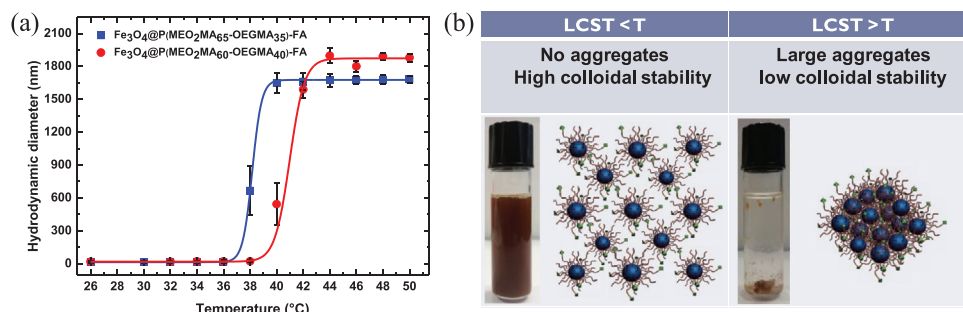 (a)
Fe₃O₄@P(MEO₂MA₆₅-OEGMA₃₅)-FA
Fe₃O₄@P(MEO₂MA₆₀-OEGMA₄₀)-FA
Hydrodynamic diameter (nm)
2100
1800
1500
1200
900
600
300
0
26 28 30 32 34 36 38 40 42 44 46 48 50
Temperature (°C)
(b)
LCST < T
LCST > T
No aggregates
High colloidal stability
Large aggregates
low colloidal stability